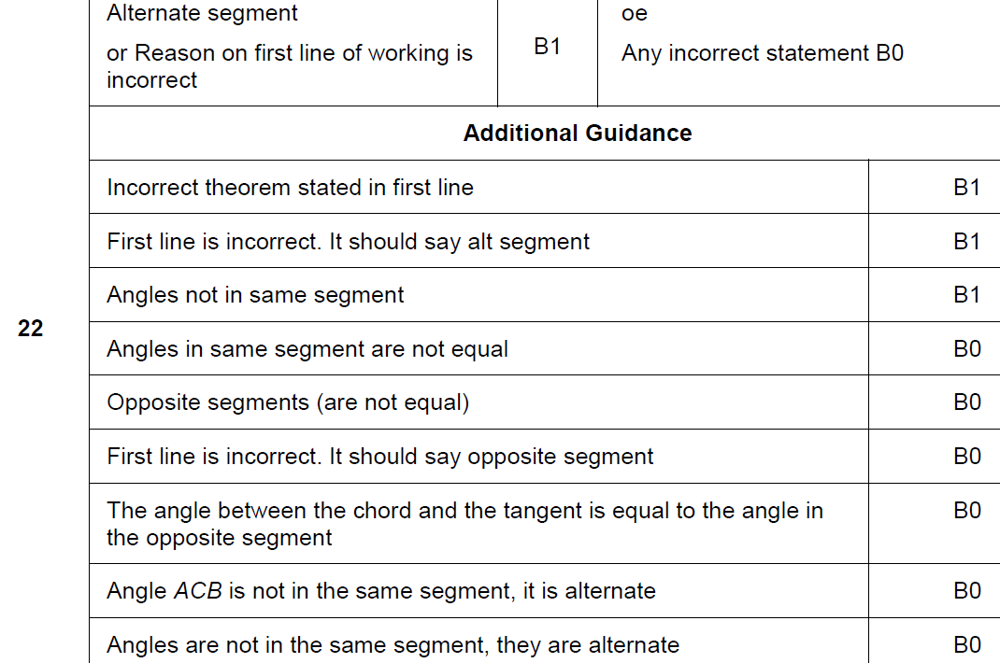 Alternate segment
oe
or Reason on first line of working is
incorrect
B1
Any incorrect statement B0
Additional Guidance
Incorrect theorem stated in first line B1
First line is incorrect. It should say alt segment B1
Angles not in same segment B1
22
Angles in same segment are not equal B0
Opposite segments (are not equal) B0
First line is incorrect. It should say opposite segment B0
The angle between the chord and the tangent is equal to the angle in B0
the opposite segment
Angle ACB is not in the same segment, it is alternate B0
Angles are not in the same segment, they are alternate B0